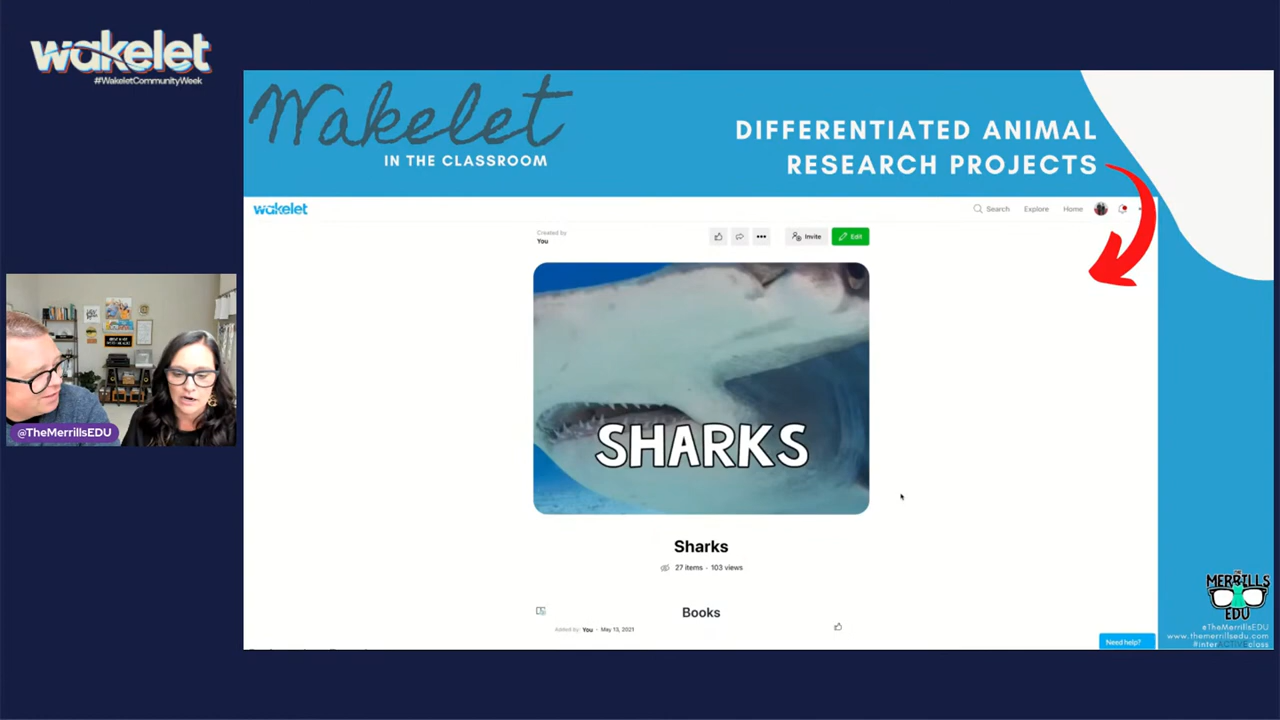 wakelet
#WakeletCommunityWeek
Wakelet
IN THE CLASSROOM
DIFFERENTIATED ANIMAL
RESEARCH PROJECTS
wakelet
Search
Explore
Home
Created by
You
Invite
Edit
SHARKS
Sharks
27 items - 103 views
Books
Added by: You - May 13, 2021
@TheMerrillsEDU
THE
MERRILLS
EDU
@TheMerrillsEDU
www.themerrillsedu.com
#interACTIVEclass
Need help?